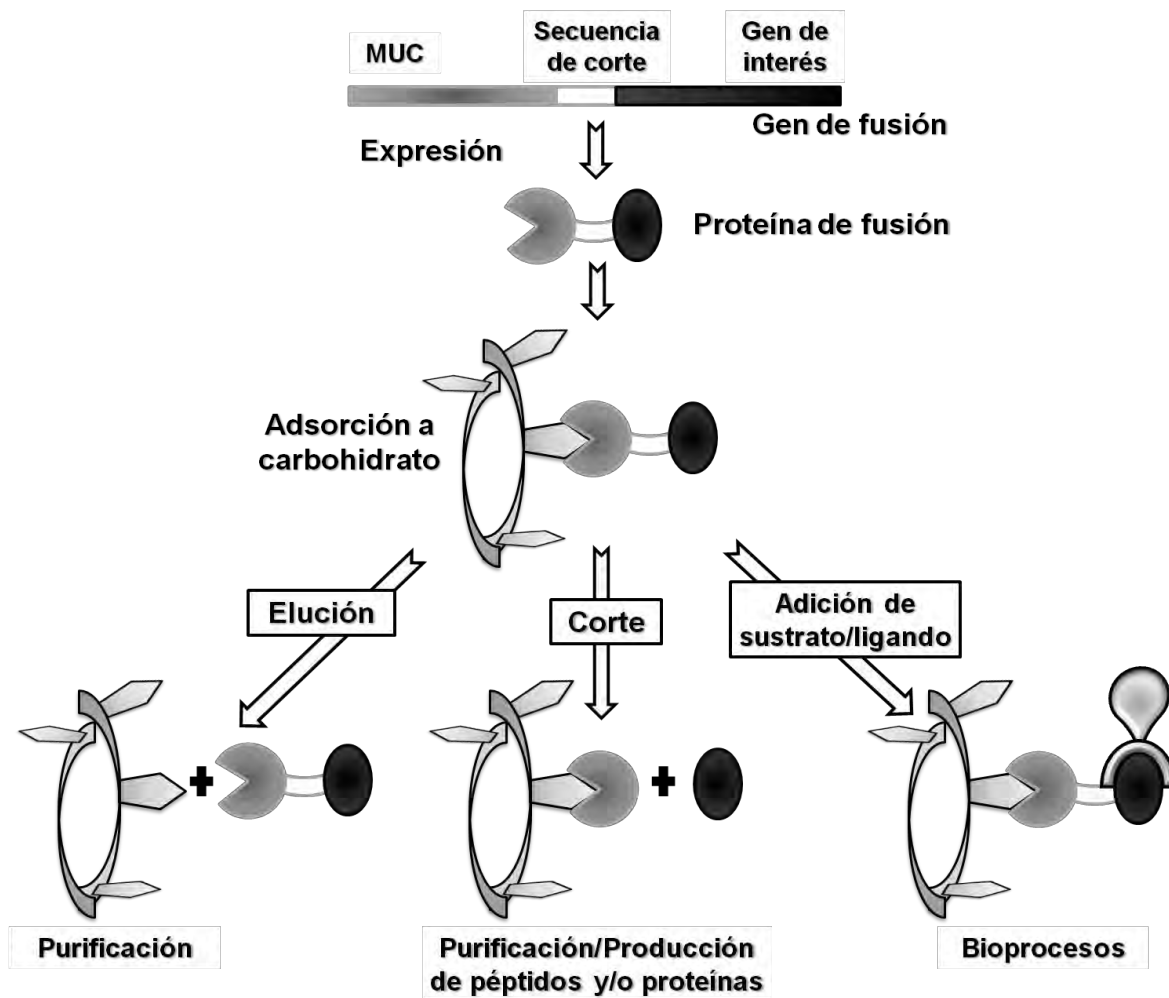 MUC
Secuencia
de corte
Gen de
interés
Gen de fusión
Expresión
Proteína de fusión
Adsorción a
carbohidrato
Elución
Corte
Adición de
sustrato/ligando
Purificación
Purificación/Producción
de péptidos y/o proteínas
Bioprocesos